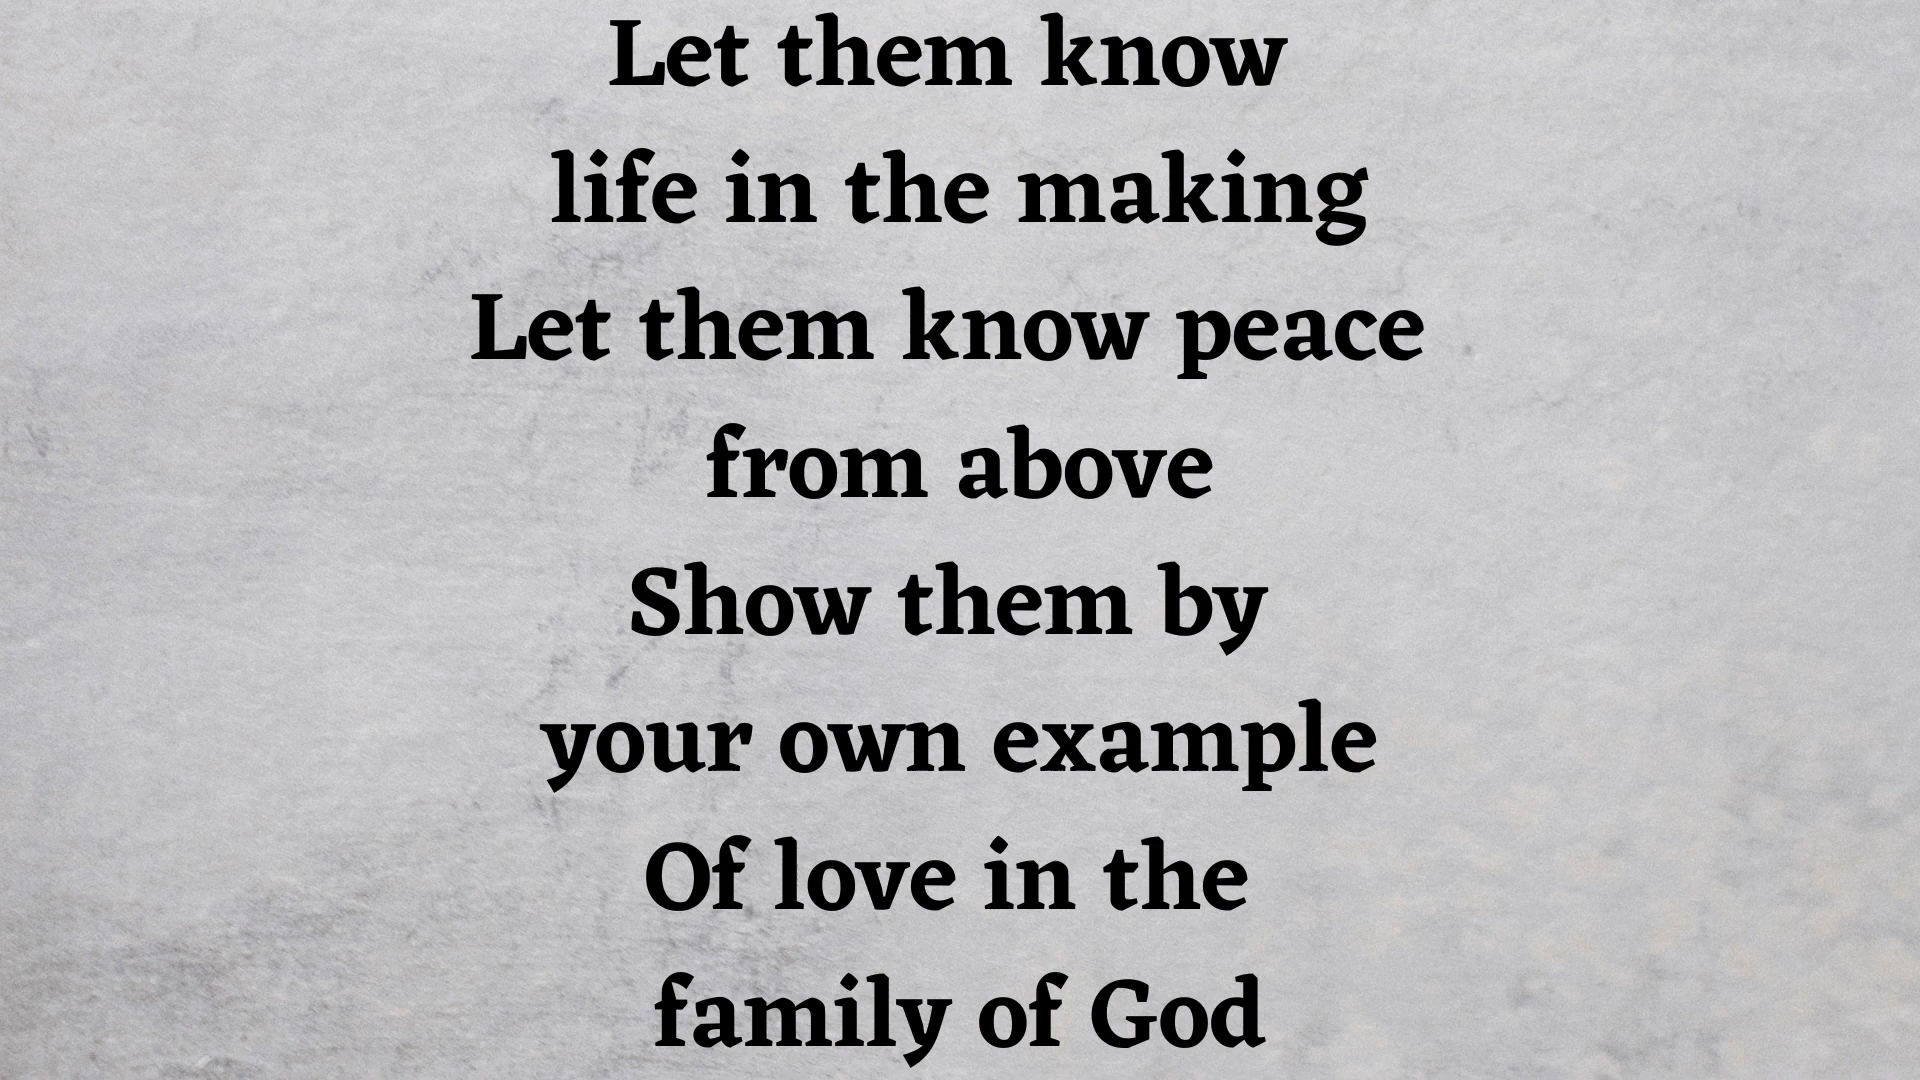 Let them know
life in the making
Let them know peace
from above
Show them by
your own example
Of love in the
family of God